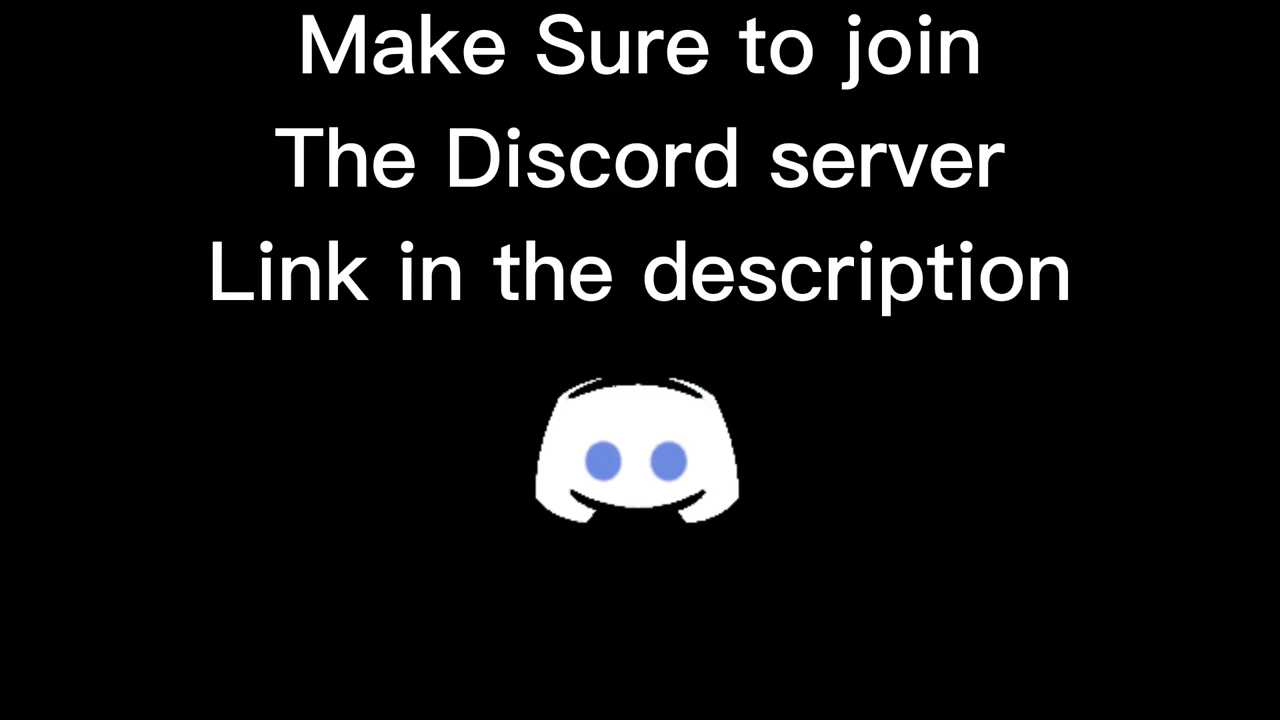 Make Sure to join
The Discord server
Link in the description